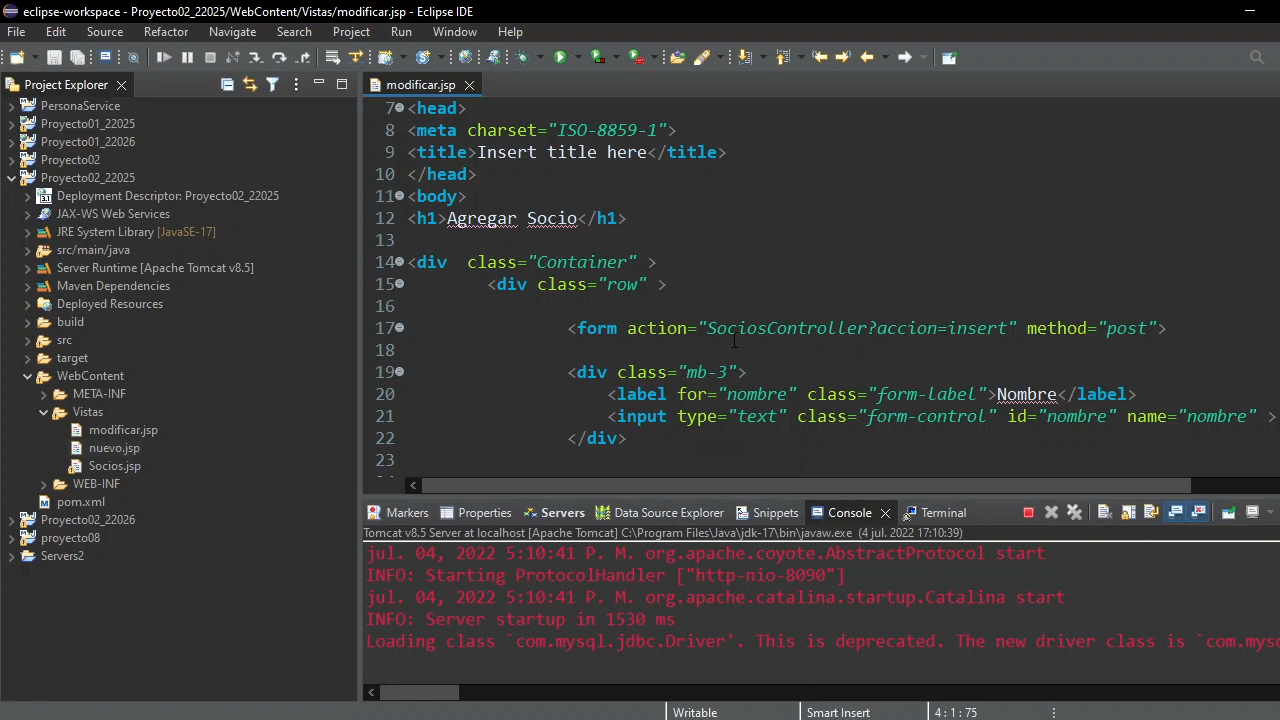 eclipse-workspace - Proyecto02_22025/WebContent/Vistas/modificar.jsp - Eclipse IDE
File Edit Source Refactor Navigate Search Project Run Window Help
Project Explorer
PersonaService
Proyecto01_22025
Proyecto01_22026
Proyecto02
Proyecto02_22025
Deployment Descriptor: Proyecto02_22025
JAX-WS Web Services
JRE System Library [JavaSE-17]
src/main/java
Server Runtime [Apache Tomcat v8.5]
Maven Dependencies
Deployed Resources
build
src
target
WebContent
META-INF
Vistas
modificar.jsp
nuevo.jsp
Socios.jsp
WEB-INF
pom.xml
Proyecto02_22026
proyecto08
Servers2
modificar.jsp
7 <head>
8 <meta charset="ISO-8859-1">
9 <title>Insert title here</title>
10 </head>
11 <body>
12 <h1>Agregar Socio</h1>
13
14 <div class="Container" >
15 <div class="row" >
16
17 <form action="SociosController?accion=insert" method="post">
18
19 <div class="mb-3">
20 <label for="nombre" class="form-label">Nombre</label>
21 <input type="text" class="form-control" id="nombre" name="nombre" >
22 </div>
23
Markers Properties Servers Data Source Explorer Snippets Console Terminal
Tomcat v8.5 Server at localhost [Apache Tomcat] C:\Program Files\Java\jdk-17\bin\javaw.exe (4 jul. 2022 17:10:39)
jul. 04, 2022 5:10:41 P. M. org.apache.coyote.AbstractProtocol start
INFO: Starting ProtocolHandler ["http-nio-8090"]
jul. 04, 2022 5:10:41 P. M. org.apache.catalina.startup.Catalina start
INFO: Server startup in 1530 ms
Loading class `com.mysql.jdbc.Driver'. This is deprecated. The new driver class is `com.mysc
Writable Smart Insert 4:1:75